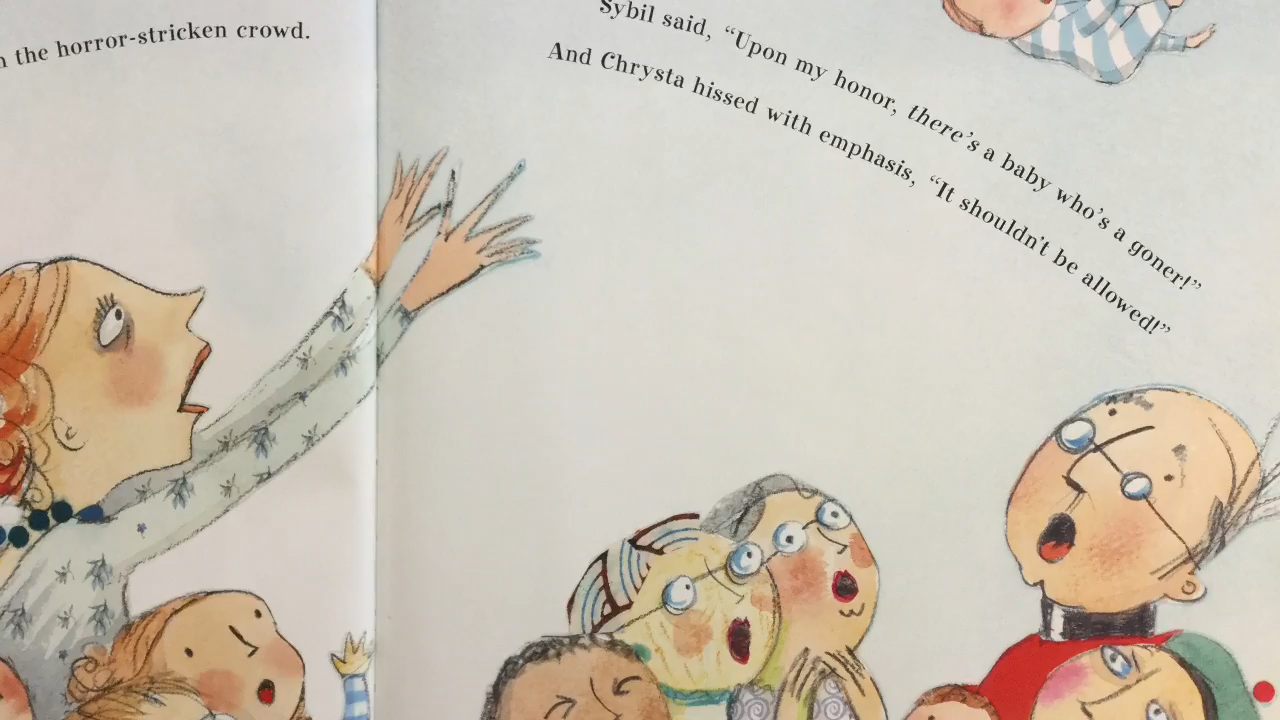 the horror-stricken crowd.
Sybil said, “Upon my honor, there’s a baby who’s a goner!”
And Chrysta hissed with emphasis, “It shouldn’t be allowed!”